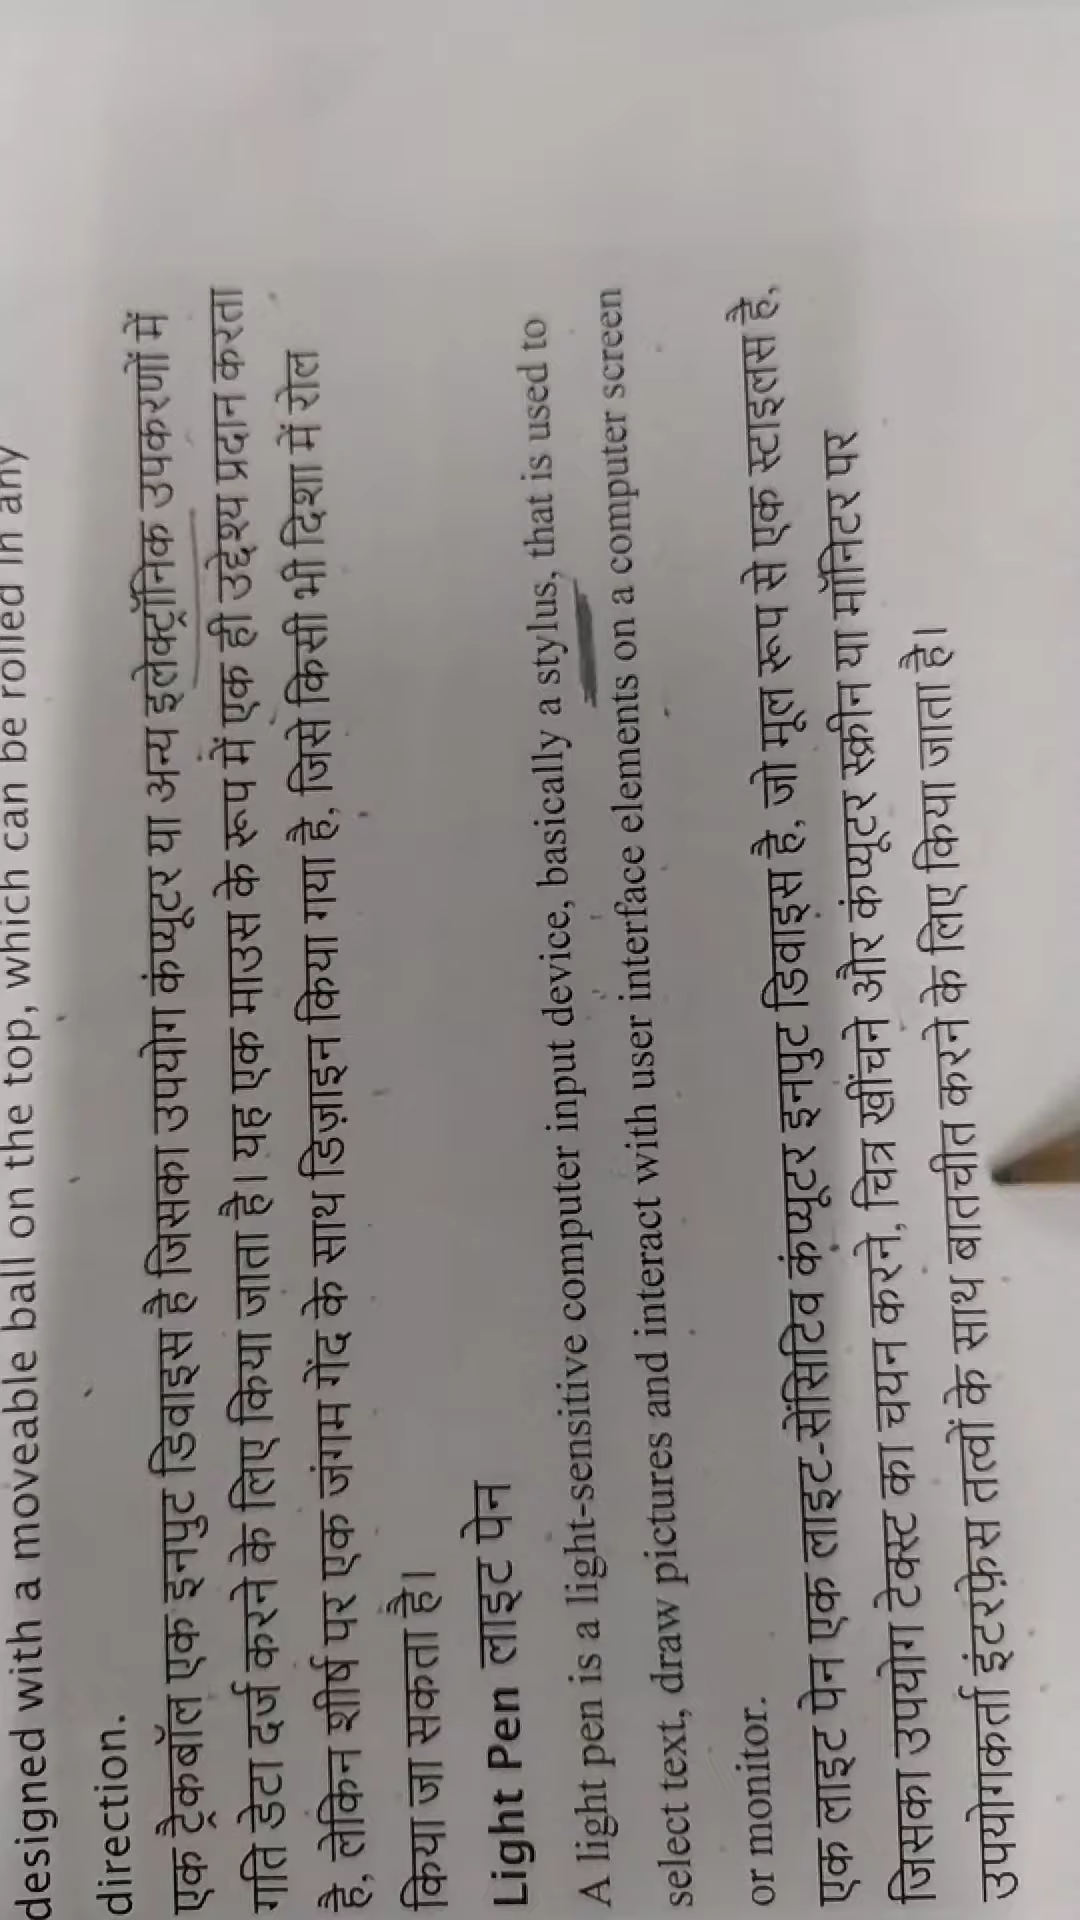 designed with a moveable ball on the top, which can be rolled in any
direction.
एक ट्रैकबॉल एक इनपुट डिवाइस है जिसका उपयोग कंप्यूटर या अन्य इलेक्ट्रॉनिक उपकरणों में
गति डेटा दर्ज करने के लिए किया जाता है। यह एक माउस के रूप में एक ही उद्देश्य प्रदान करता
है, लेकिन शीर्ष पर एक जंगम गेंद के साथ डिज़ाइन किया गया है, जिसे किसी भी दिशा में रोल
किया जा सकता है।
Light Pen लाइट पेन
A light pen is a light-sensitive computer input device, basically a stylus, that is used to
select text, draw pictures and interact with user interface elements on a computer screen
or monitor.
एक लाइट पेन एक लाइट-सेंसिटिव कंप्यूटर इनपुट डिवाइस है, जो मूल रूप से एक स्टाइलस है,
जिसका उपयोग टेक्स्ट का चयन करने, चित्र खींचने और कंप्यूटर स्क्रीन या मॉनिटर पर
उपयोगकर्ता इंटरफ़ेस तत्वों के साथ बातचीत करने के लिए किया जाता है।